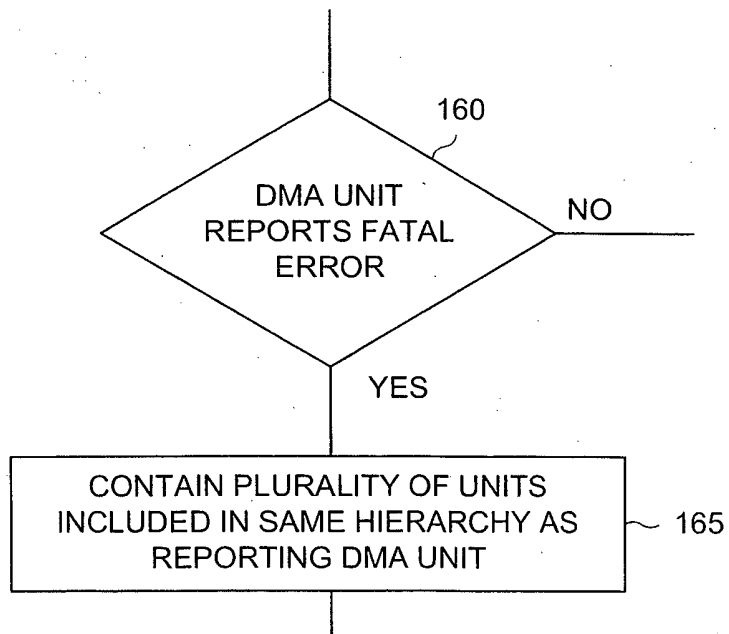 160
DMA UNIT
REPORTS FATAL
ERROR
NO
YES
CONTAIN PLURALITY OF UNITS
INCLUDED IN SAME HIERARCHY AS
REPORTING DMA UNIT
165